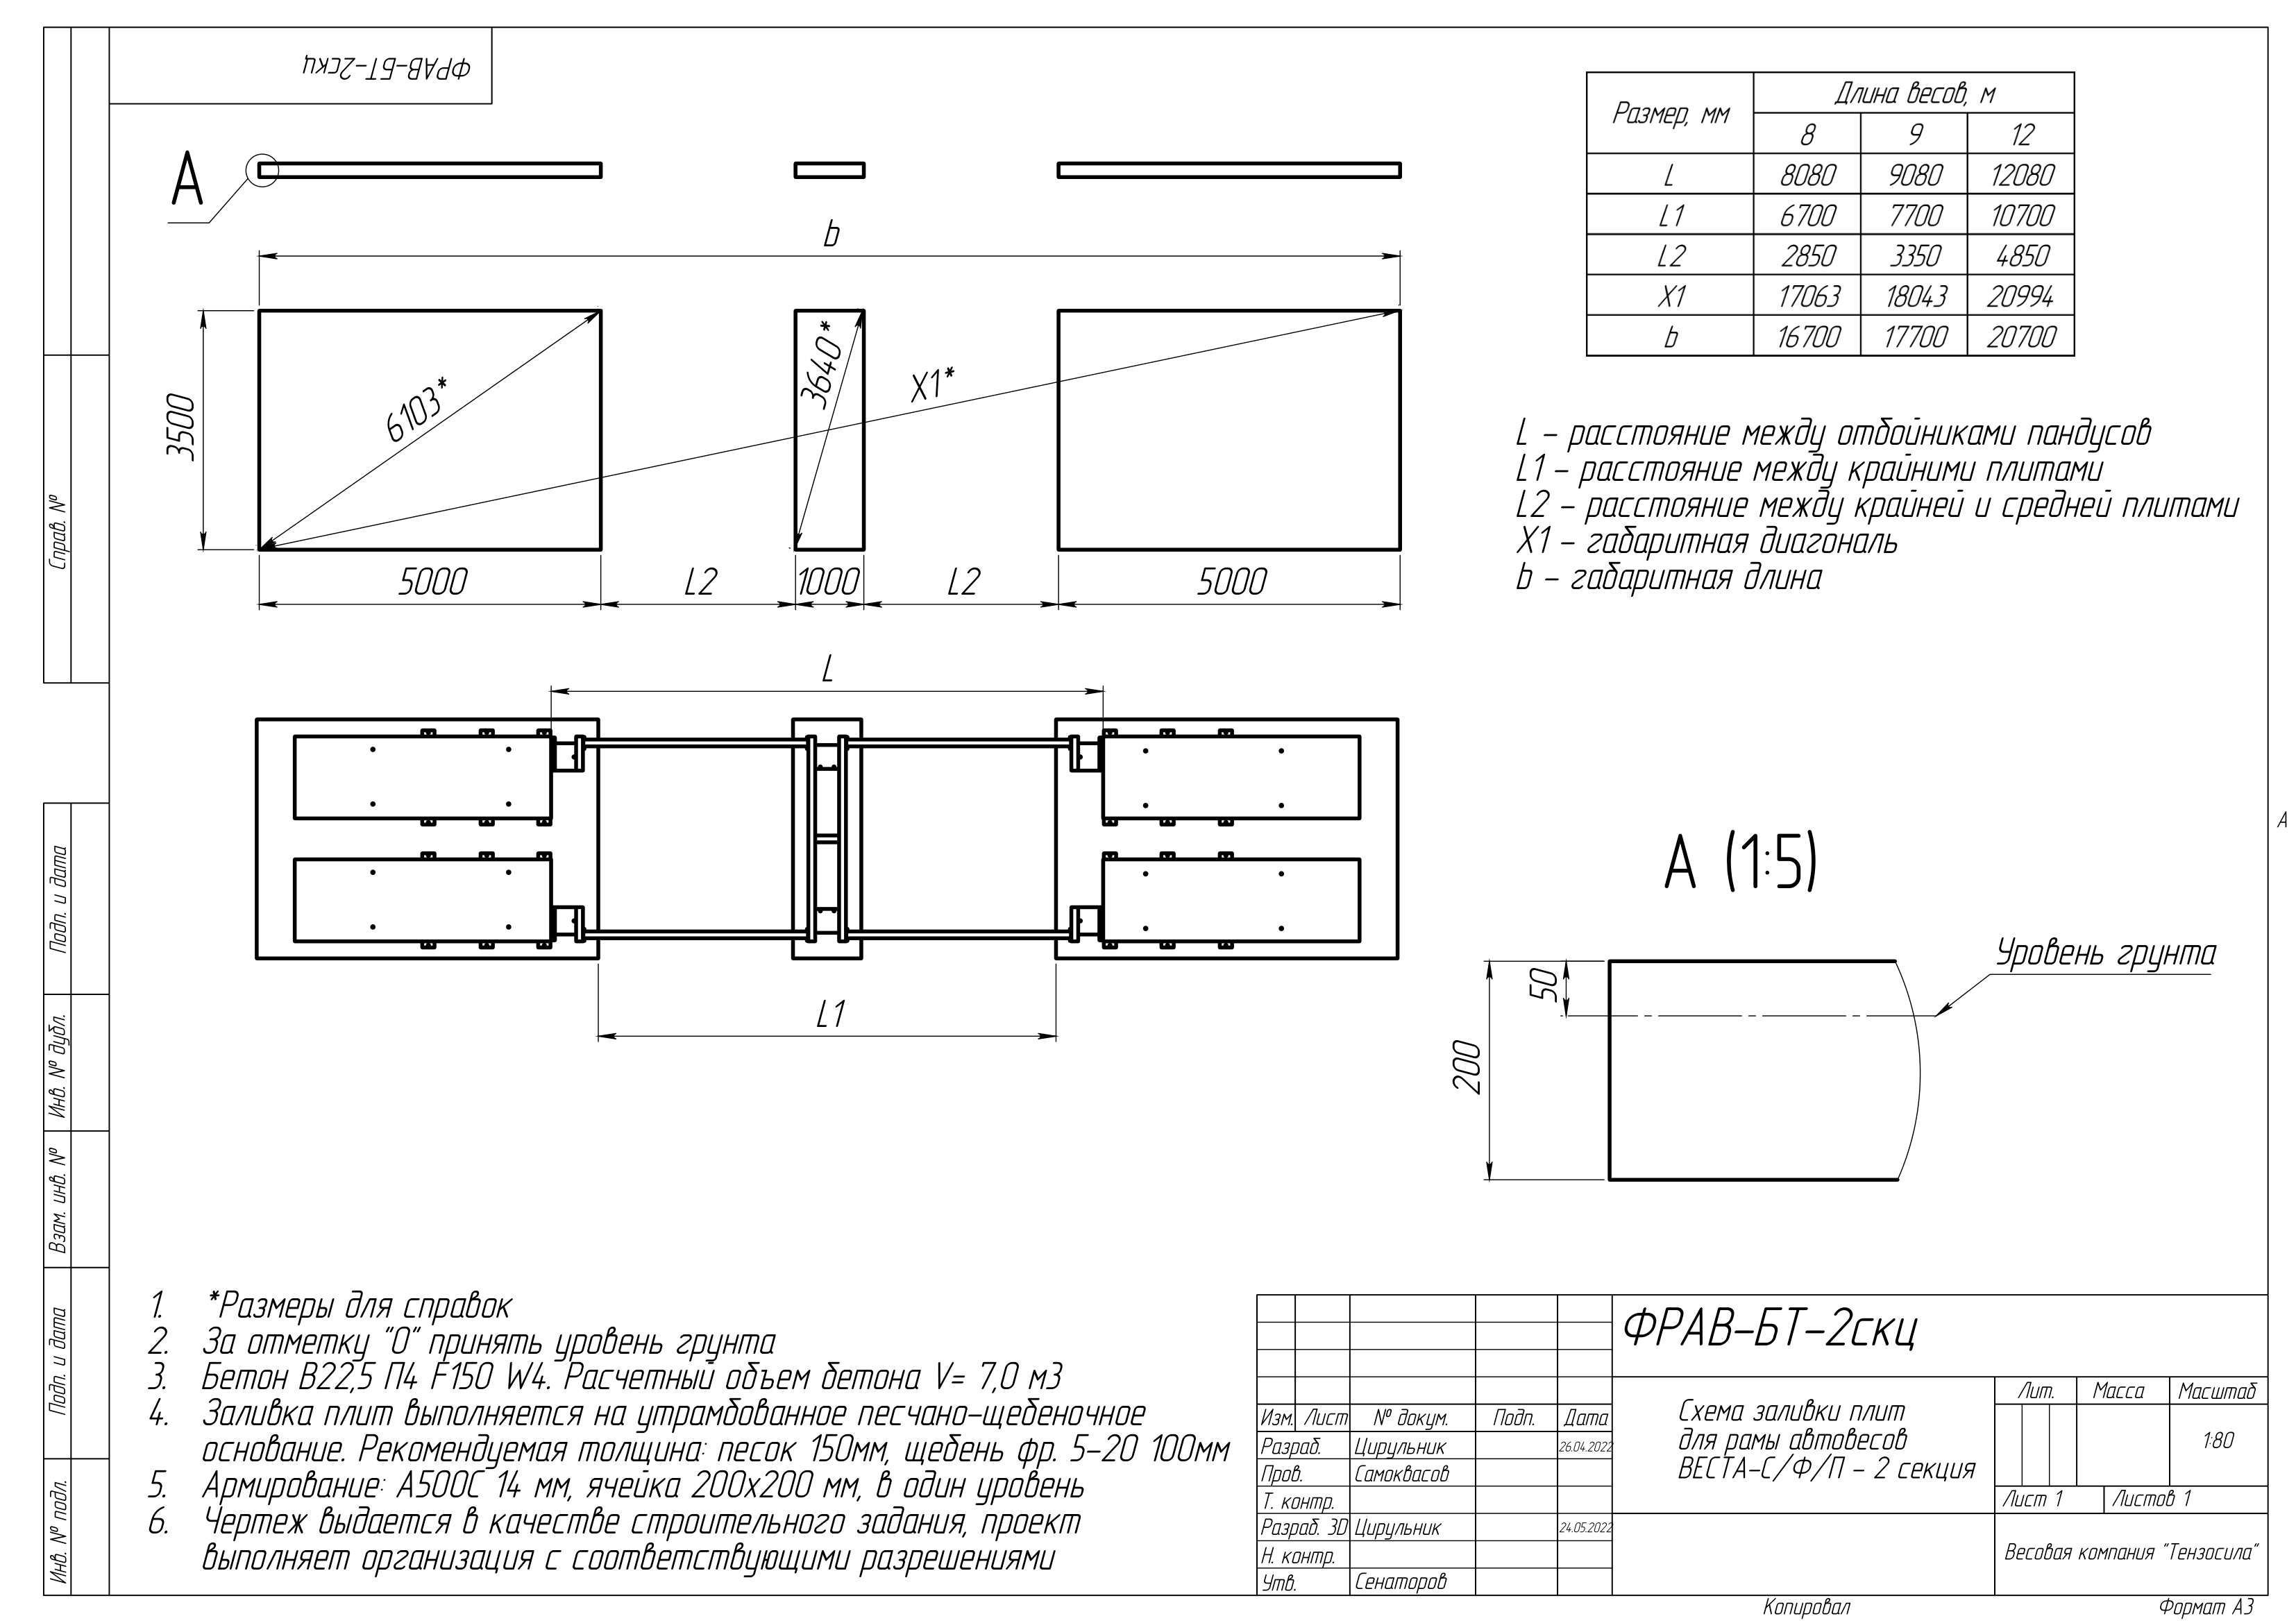 ФРАВ-БТ-2скц
А
b
3500
6103*
3640*
X1*
5000
L2
1000
L2
5000
L
L1
Размер, мм
Длина весов, м
8 9 12
L 8080 9080 12080
L1 6700 7700 10700
L2 2850 3350 4850
X1 17063 18043 20994
b 16700 17700 20700
L - расстояние между отбойниками пандусов
L1 - расстояние между крайними плитами
L2 - расстояние между крайней и средней плитами
X1 - габаритная диагональ
b - габаритная длина
А (1:5)
Уровень грунта
50
200
А
1. *Размеры для справок
2. За отметку "0" принять уровень грунта
3. Бетон В22,5 П4 F150 W4. Расчетный объем бетона V= 7,0 м3
4. Заливка плит выполняется на утрамбованное песчано-щебеночное
основание. Рекомендуемая толщина: песок 150мм, щебень фр. 5-20 100мм
5. Армирование: А500С 14 мм, ячейка 200х200 мм, в один уровень
6. Чертеж выдается в качестве строительного задания, проект
выполняет организация с соответствующими разрешениями
Справ. №
Подп. и дата
Инв. № дубл.
Взам. инв. №
Подп. и дата
Инв. № подл.
ФРАВ-БТ-2скц
Изм. Лист № докум. Подп. Дата
Разраб. Цирульник 26.04.2022
Пров. Самоквасов
Т. контр.
Разраб. 3D Цирульник 24.05.2022
Н. контр.
Утв. Сенаторов
Схема заливки плит
для рамы автовесов
ВЕСТА-С/Ф/П - 2 секция
Лит. Масса Масштаб
1:80
Лист 1 Листов 1
Весовая компания "Тензосила"
Копировал Формат А3